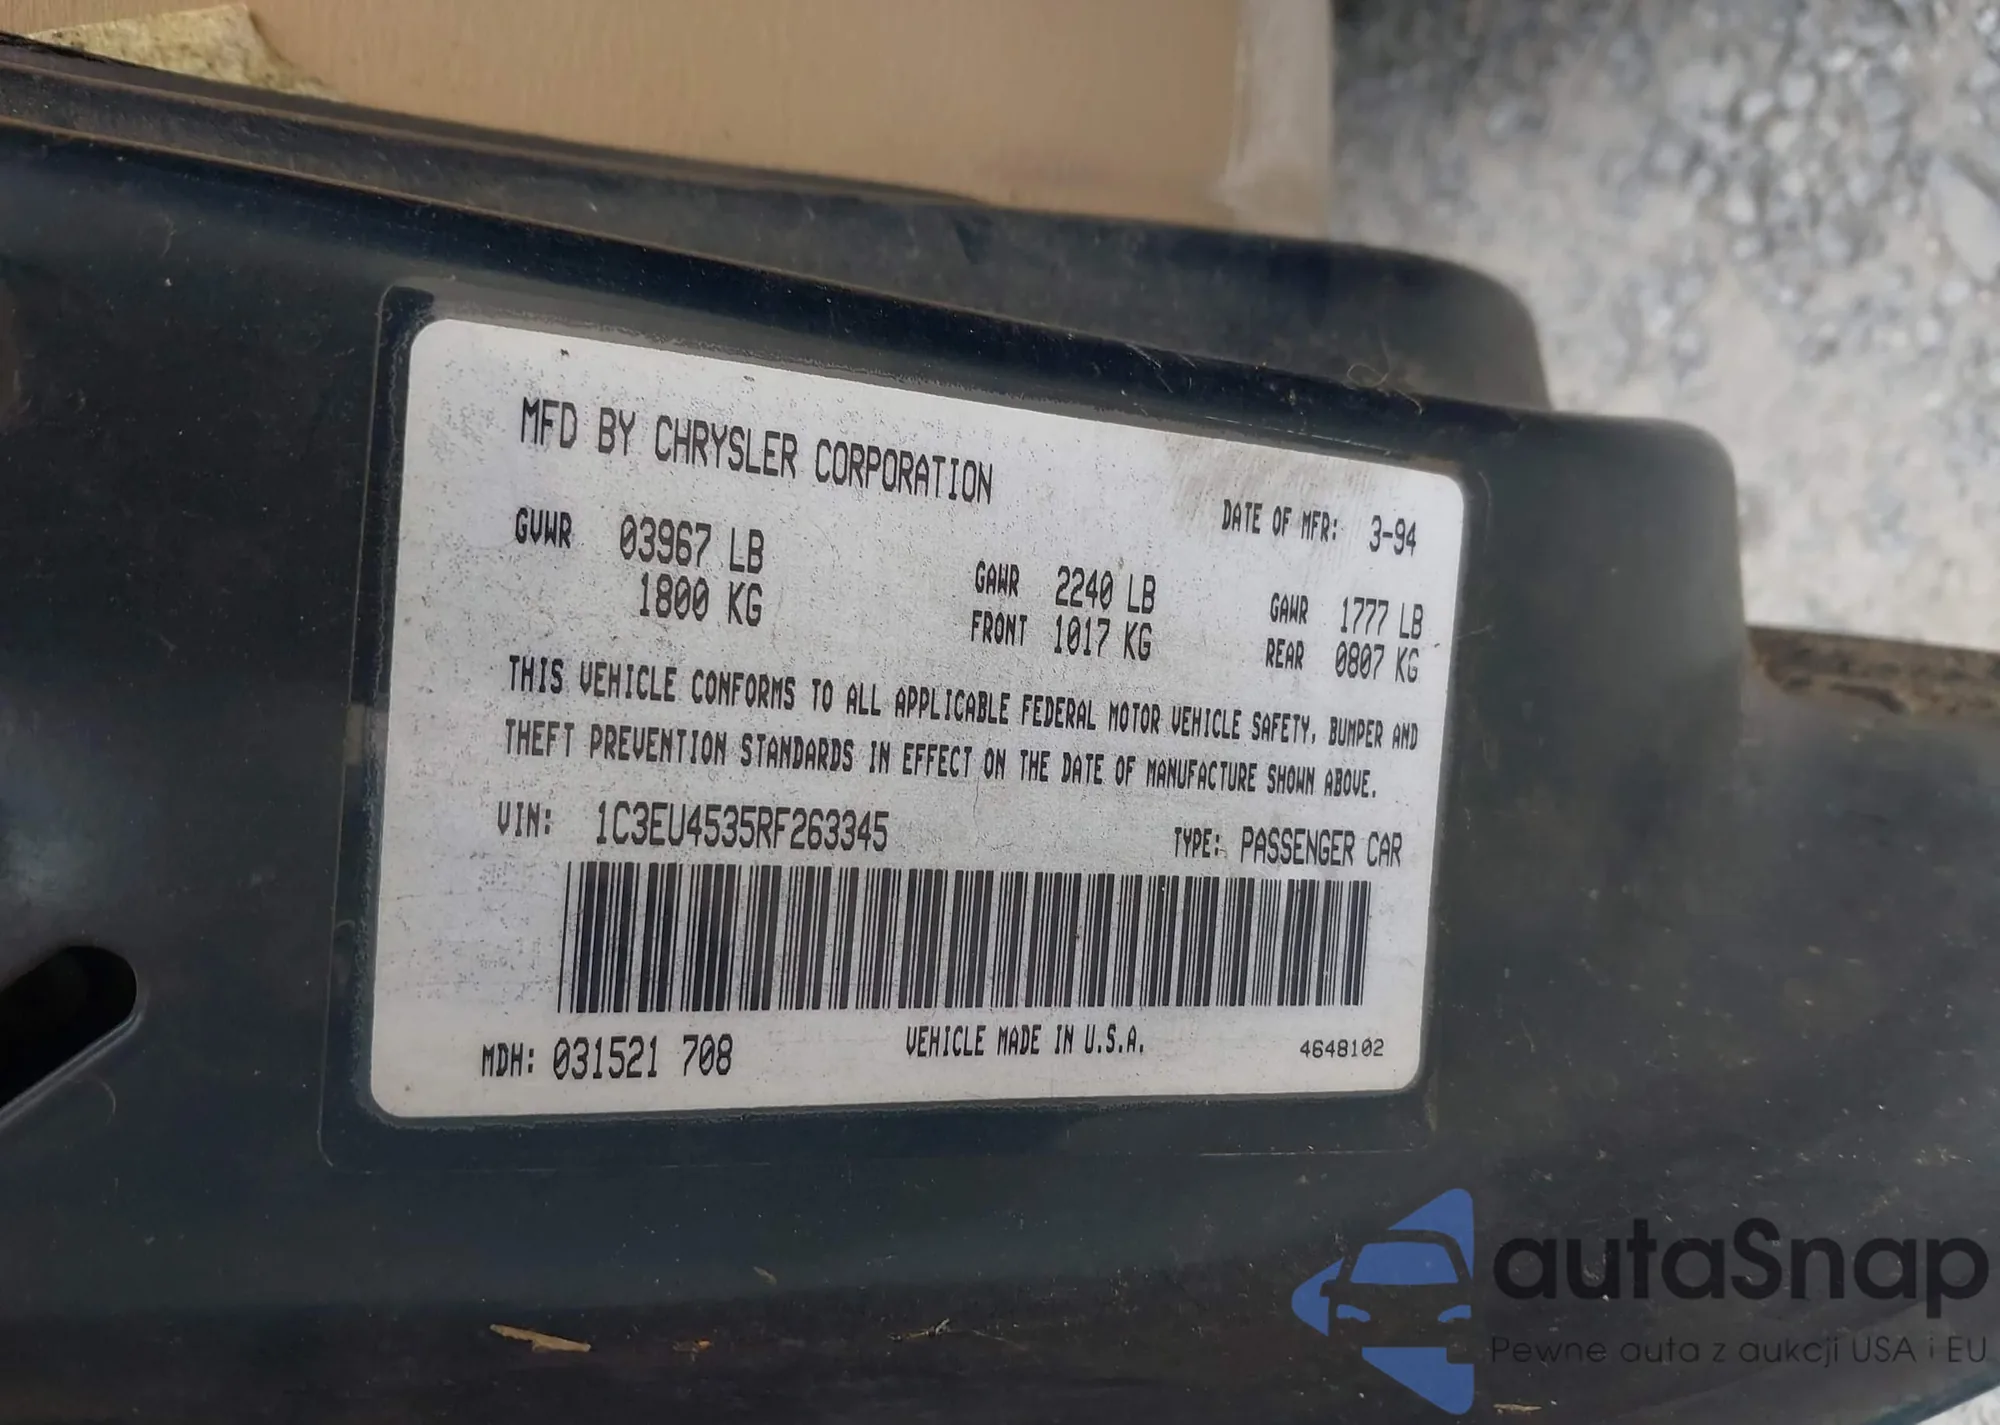 MFD BY CHRYSLER CORPORATION
DATE OF MFR: 3-94
GVWR 03967 LB
1800 KG
GAWR 2240 LB
FRONT 1017 KG
GAWR 1777 LB
REAR 0807 KG
THIS VEHICLE CONFORMS TO ALL APPLICABLE FEDERAL MOTOR VEHICLE SAFETY, BUMPER AND
THEFT PREVENTION STANDARDS IN EFFECT ON THE DATE OF MANUFACTURE SHOWN ABOVE.
VIN: 1C3EU4535RF263345
TYPE: PASSENGER CAR
MDH: 031521 708
VEHICLE MADE IN U.S.A.
4648102
autaSnap
Pewne auta z aukcji USA i EU